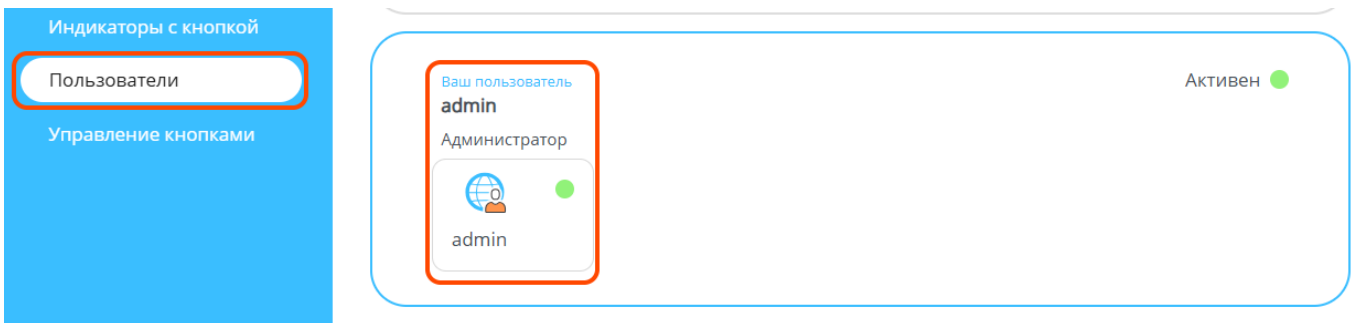 Индикаторы с кнопкой
Пользователи
Управление кнопками
Ваш пользователь
admin
Администратор
admin
Активен